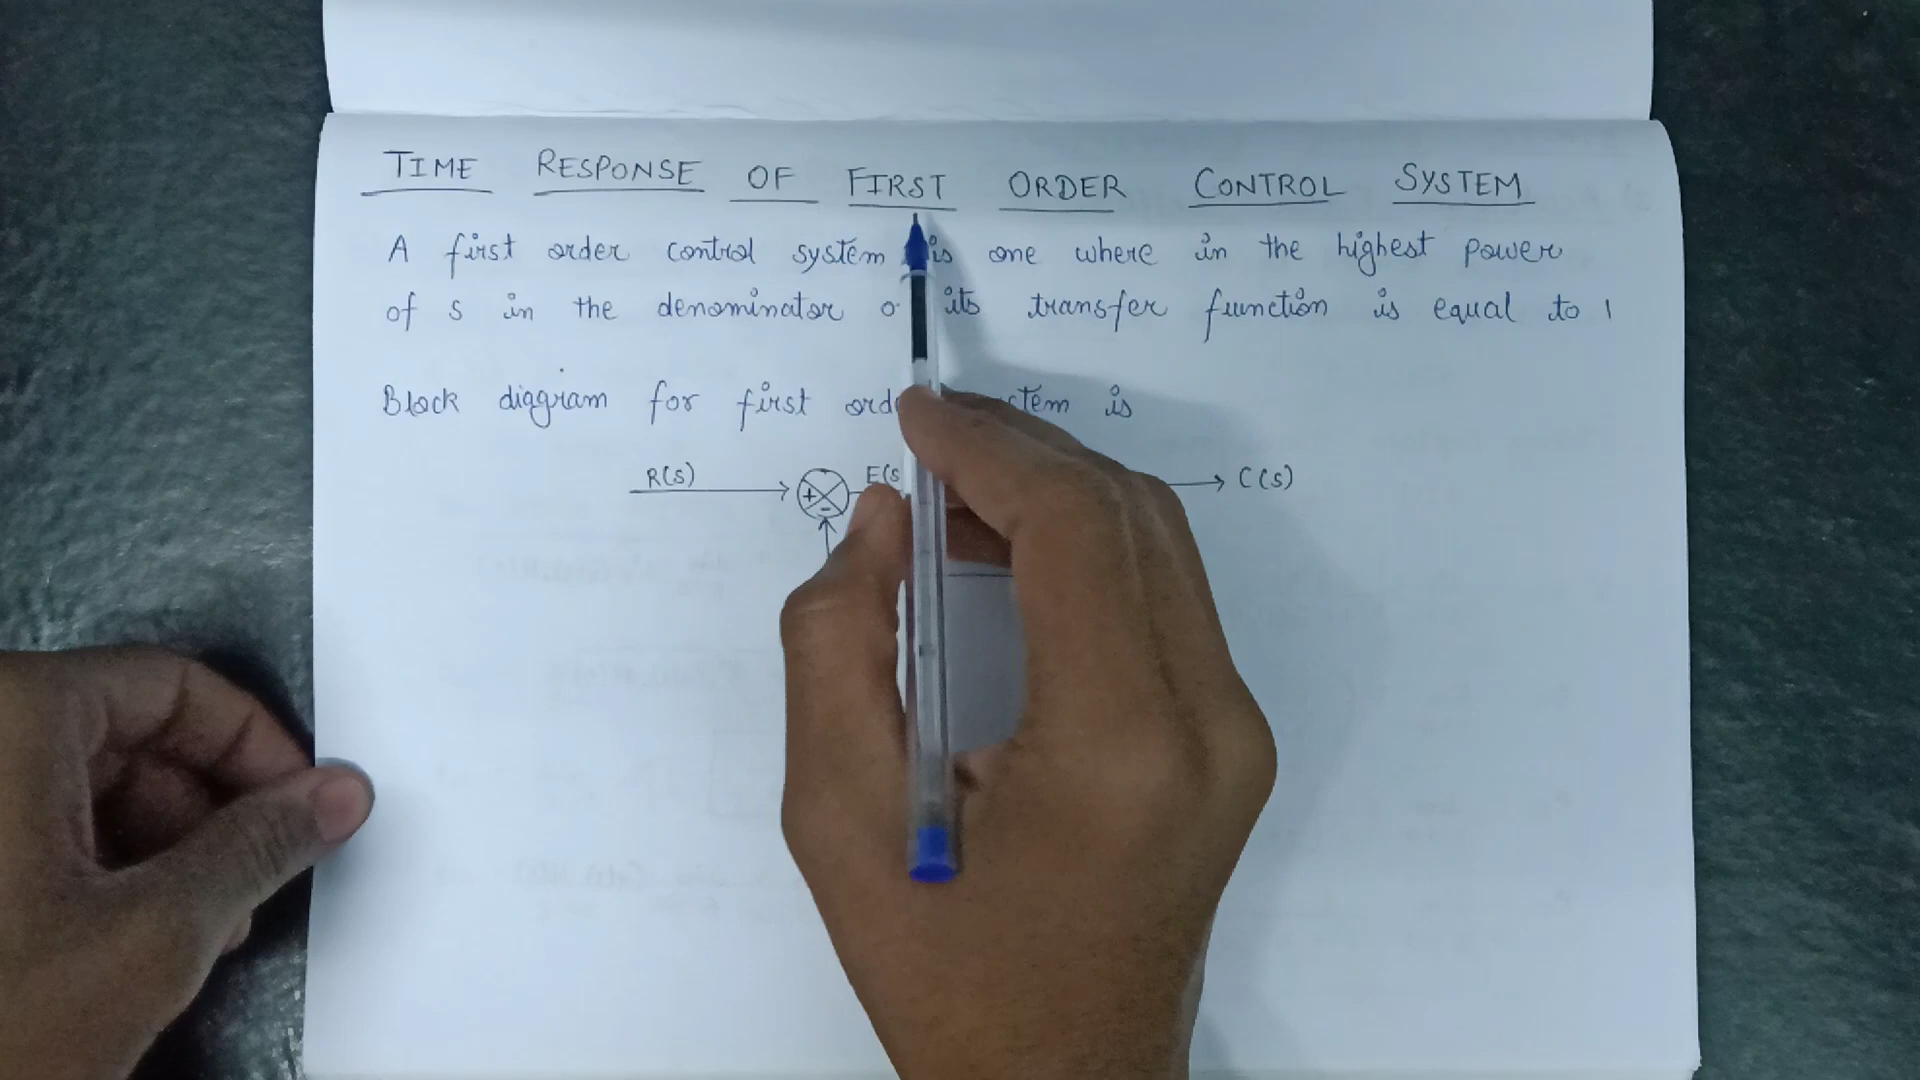 TIME RESPONSE OF FIRST ORDER CONTROL SYSTEM
A first order control system is one where in the highest power
of s in the denominator its transfer function is equal to 1
Block diagram for first is
R(s) + - E(s C(s)